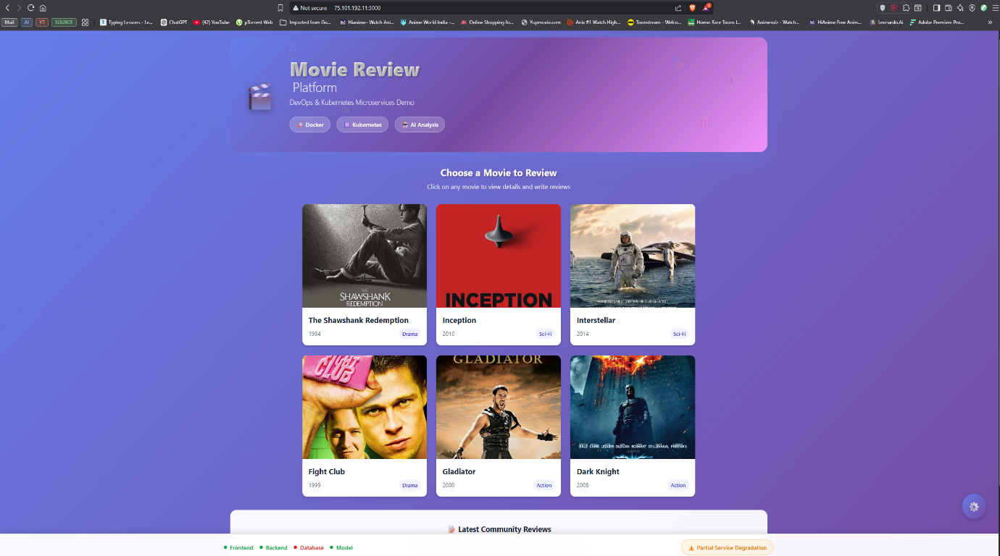 Not secure 75.101.192.11:3000
Mail AI YT SOURCE Typing Lessons - Le... ChatGPT (42) YouTube µTorrent Web Imported from Go... Hianime~ Watch Ani... Anime World India -... Online Shopping fo... Yupmovie.com Anix #1 Watch High... Toonstream - Welco... Home: Rare Toons I... Animerulz - Watch... HiAnime Free Anim... Leonardo.Ai Adobe Premiere Pro... »
Movie Review
Platform
DevOps & Kubernetes Microservices Demo
Docker Kubernetes AI Analysis
Choose a Movie to Review
Click on any movie to view details and write reviews
THE
SHAWSHANK
REDEMPTION
INCEPTION
The Shawshank Redemption
1994 Drama
Inception
2010 Sci-Fi
Interstellar
2014 Sci-Fi
FIGHT
CLUB
GLADIATOR
BALE CAINE LEDGER OLDMAN ECKHART GYLLENHAAL FREEMAN
Fight Club
1999 Drama
Gladiator
2000 Action
Dark Knight
2008 Action
Latest Community Reviews
Frontend Backend Database Model
Partial Service Degradation